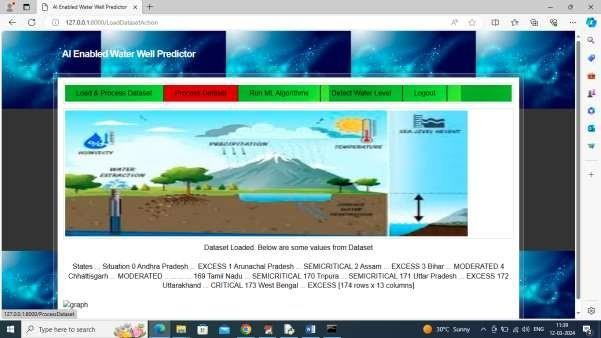 AI Enabled Water Well Predictor
127.0.0.1:8000/LoadDatasetAction
AI Enabled Water Well Predictor
Load & Process Dataset
Process Dataset
Run ML Algorithms
Detect Water Level
Logout
HUMIDITY
PRECIPITATION
TEMPERATURE
SEA-LEVEL HEIGHT
WATER
EXTRACTION
Dataset Loaded. Below are some values from Dataset
States ... Situation 0 Andhra Pradesh ... EXCESS 1 Arunachal Pradesh ... SEMICRITICAL 2 Assam ... EXCESS 3 Bihar ... MODERATED 4
Chhattisgarh ... MODERATED .. ... ... ... 169 Tamil Nadu ... EXCESS 170 Tripura ... SEMICRITICAL 171 Uttar Pradesh ... EXCESS 172
Uttarakhand ... CRITICAL 173 West Bengal ... EXCESS [174 rows x 13 columns]
graph
127.0.0.1:8000/ProcessDataset
Type here to search
30°C Sunny
ENG
11:39
12-03-2024